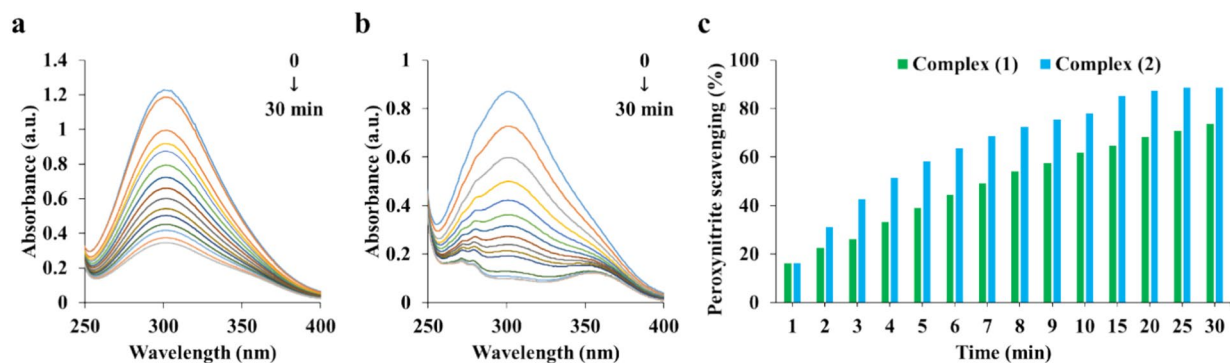 a
Absorbance (a.u.)
1.4
1.2
1
0.8
0.6
0.4
0.2
0
250 300 350 400
Wavelength (nm)
0
↓
30 min
b
Absorbance (a.u.)
1
0.8
0.6
0.4
0.2
0
250 300 350 400
Wavelength (nm)
0
↓
30 min
c
Peroxynitrite scavenging (%)
100
80
60
40
20
0
Complex (1) Complex (2)
1 2 3 4 5 6 7 8 9 10 15 20 25 30
Time (min)